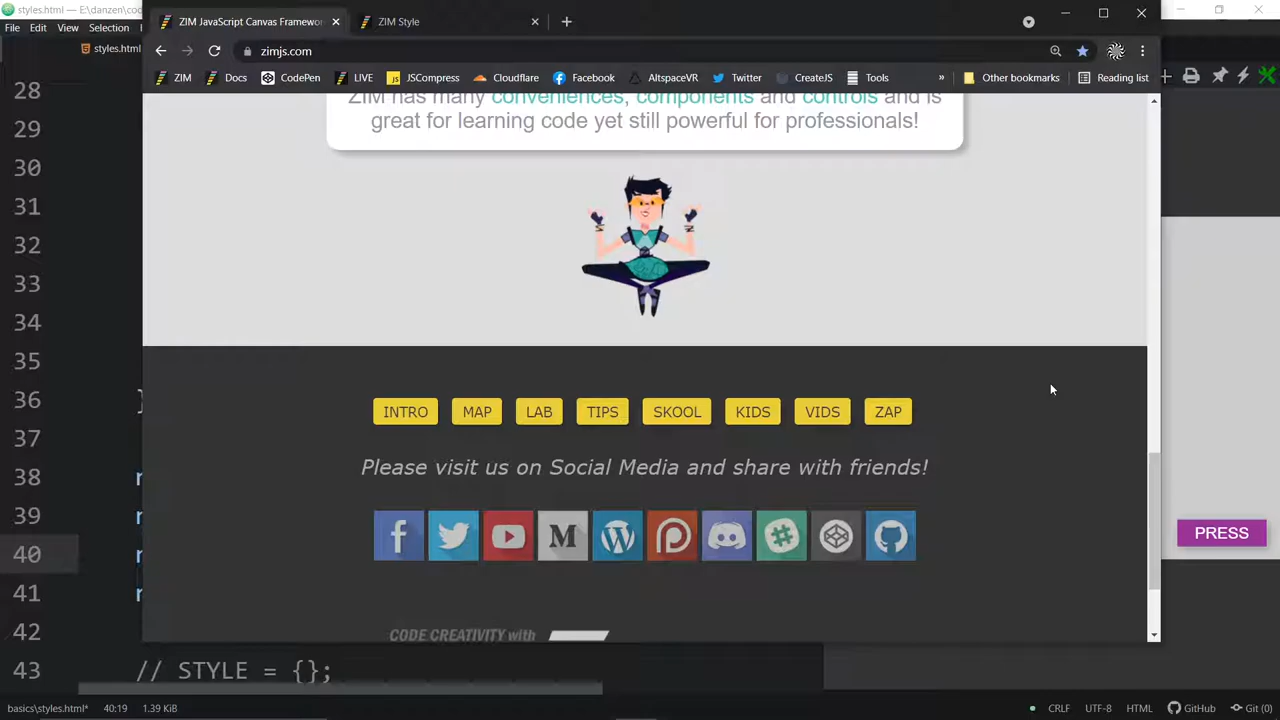 styles.html — E:\danzen\co
File Edit View Selection
styles.html
ZIM JavaScript Canvas Framewor
ZIM Style
zimjs.com
ZIM Docs CodePen LIVE JSCompress Cloudflare Facebook AltspaceVR Twitter CreateJS Tools » Other bookmarks Reading list
ZIM has many conveniences, components and controls and is
great for learning code yet still powerful for professionals!
INTRO MAP LAB TIPS SKOOL KIDS VIDS ZAP
Please visit us on Social Media and share with friends!
CODE CREATIVITY with
PRESS
28
29
30
31
32
33
34
35
36 }
37
38
39
40
41
42
43 // STYLE = {};
basics\styles.html* 40:19 1.39 KiB CRLF UTF-8 HTML GitHub Git (0)